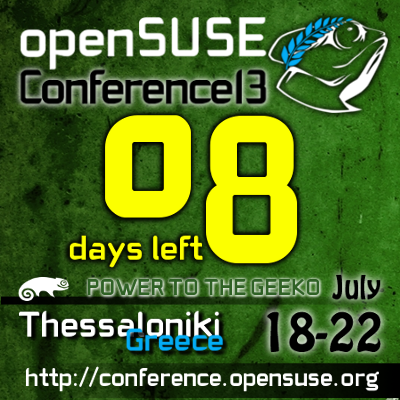 openSUSE
Conference13
08
days left
POWER TO THE GEEKO
July
Thessaloniki
Greece
18-22
http://conference.opensuse.org